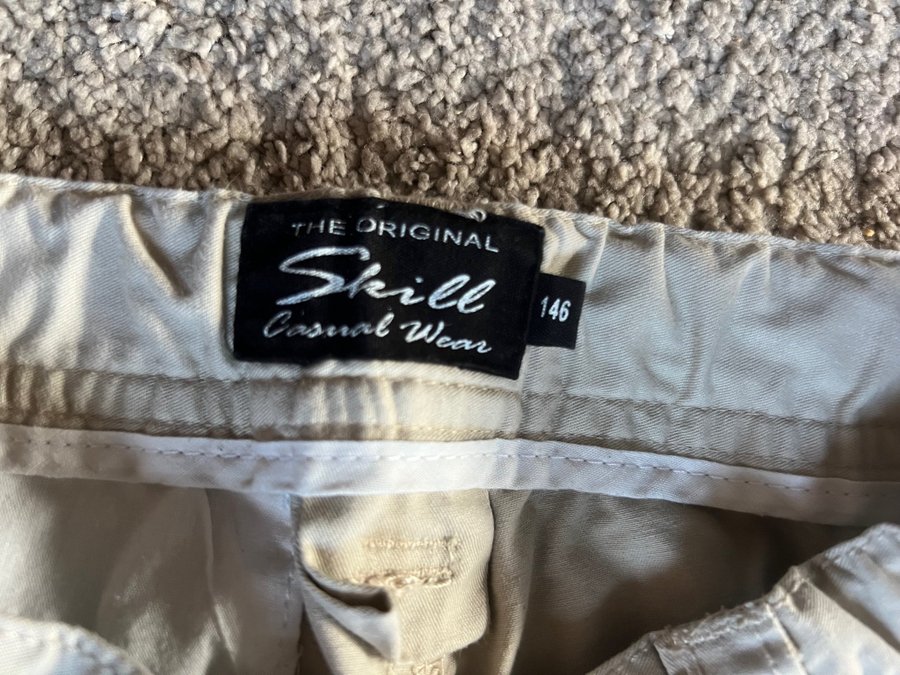 THE ORIGINAL
Skill
Casual Wear
146